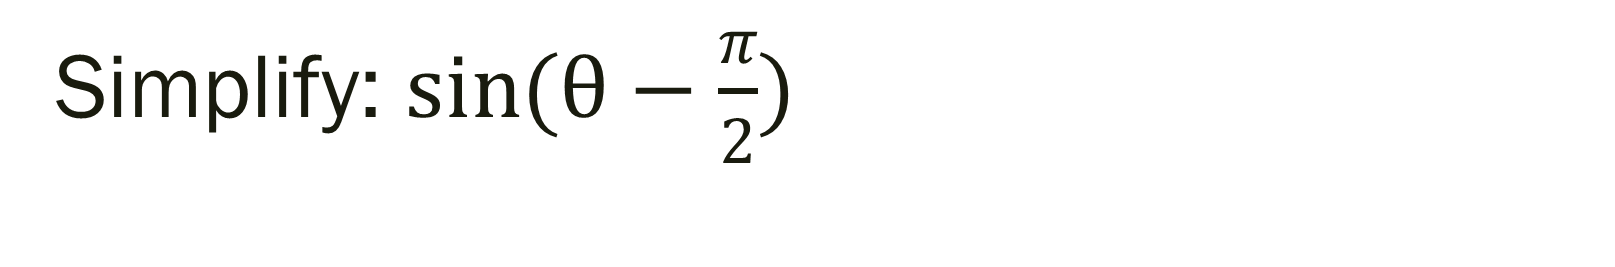 Simplify: sin(θ − π/2)